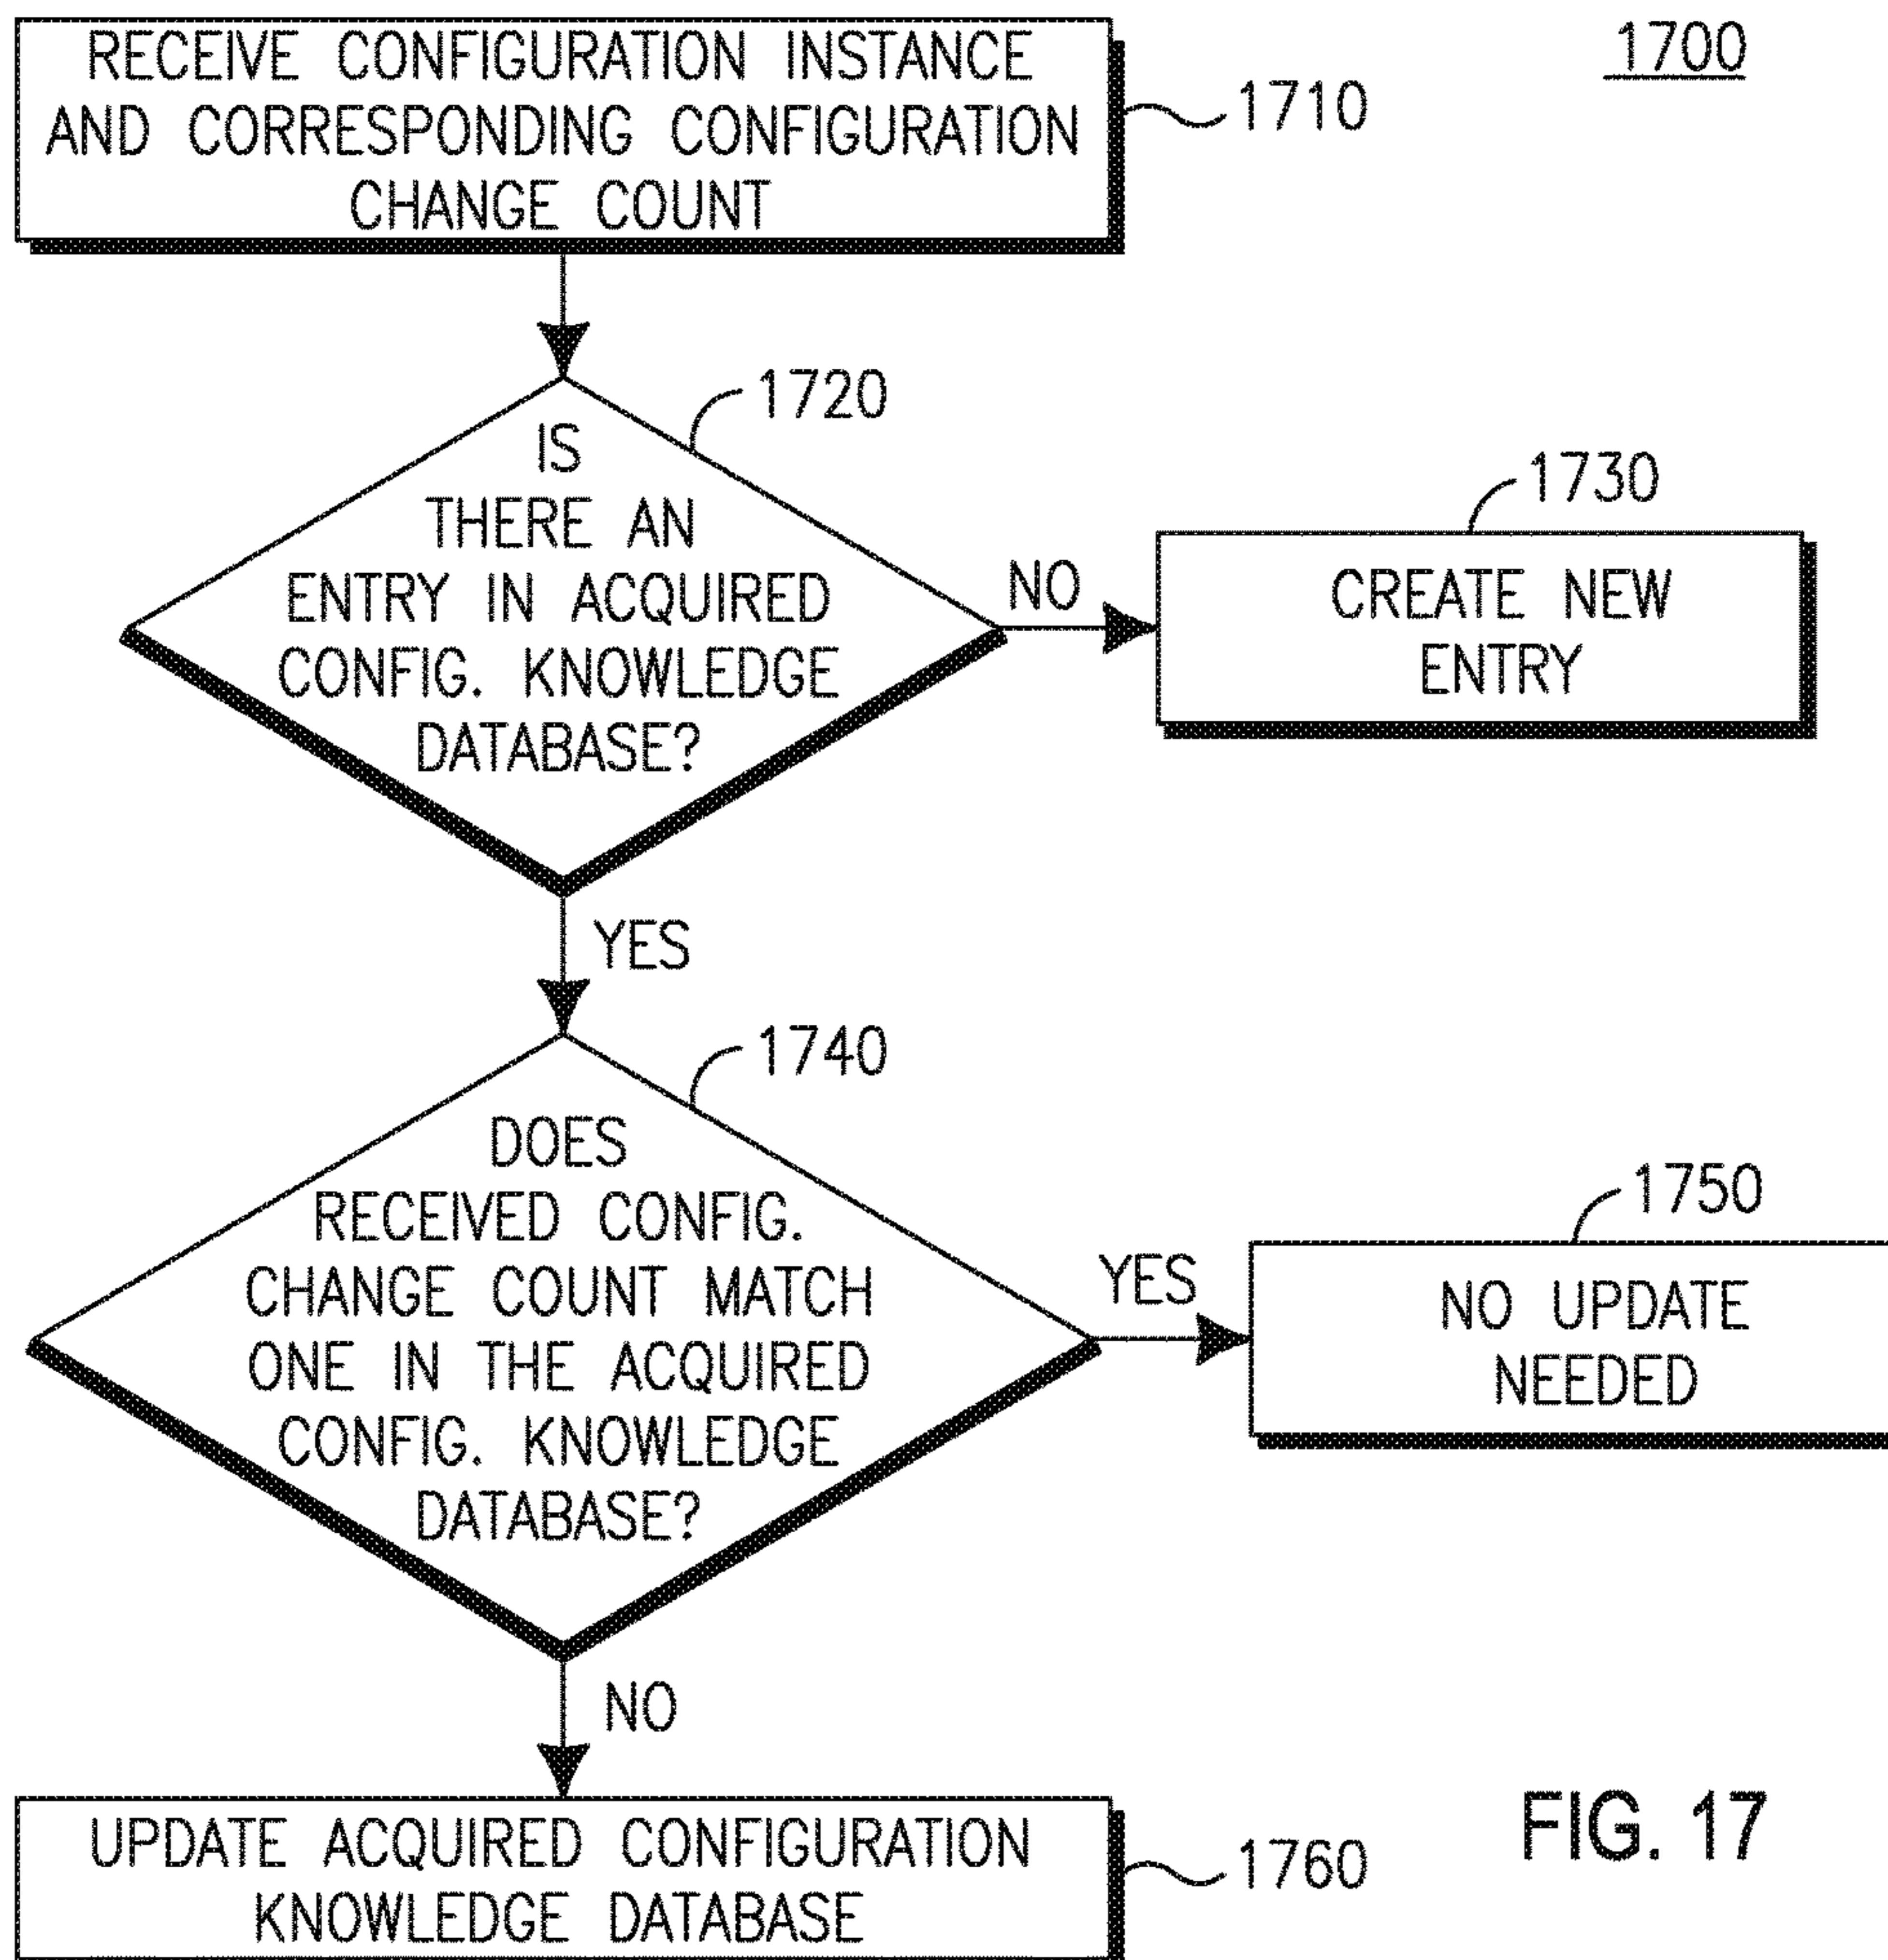 1700
RECEIVE CONFIGURATION INSTANCE
AND CORRESPONDING CONFIGURATION
CHANGE COUNT
1710
1720
IS
THERE AN
ENTRY IN ACQUIRED
CONFIG. KNOWLEDGE
DATABASE?
NO
1730
CREATE NEW
ENTRY
YES
1740
DOES
RECEIVED CONFIG.
CHANGE COUNT MATCH
ONE IN THE ACQUIRED
CONFIG. KNOWLEDGE
DATABASE?
YES
1750
NO UPDATE
NEEDED
NO
UPDATE ACQUIRED CONFIGURATION
KNOWLEDGE DATABASE
1760
FIG. 17